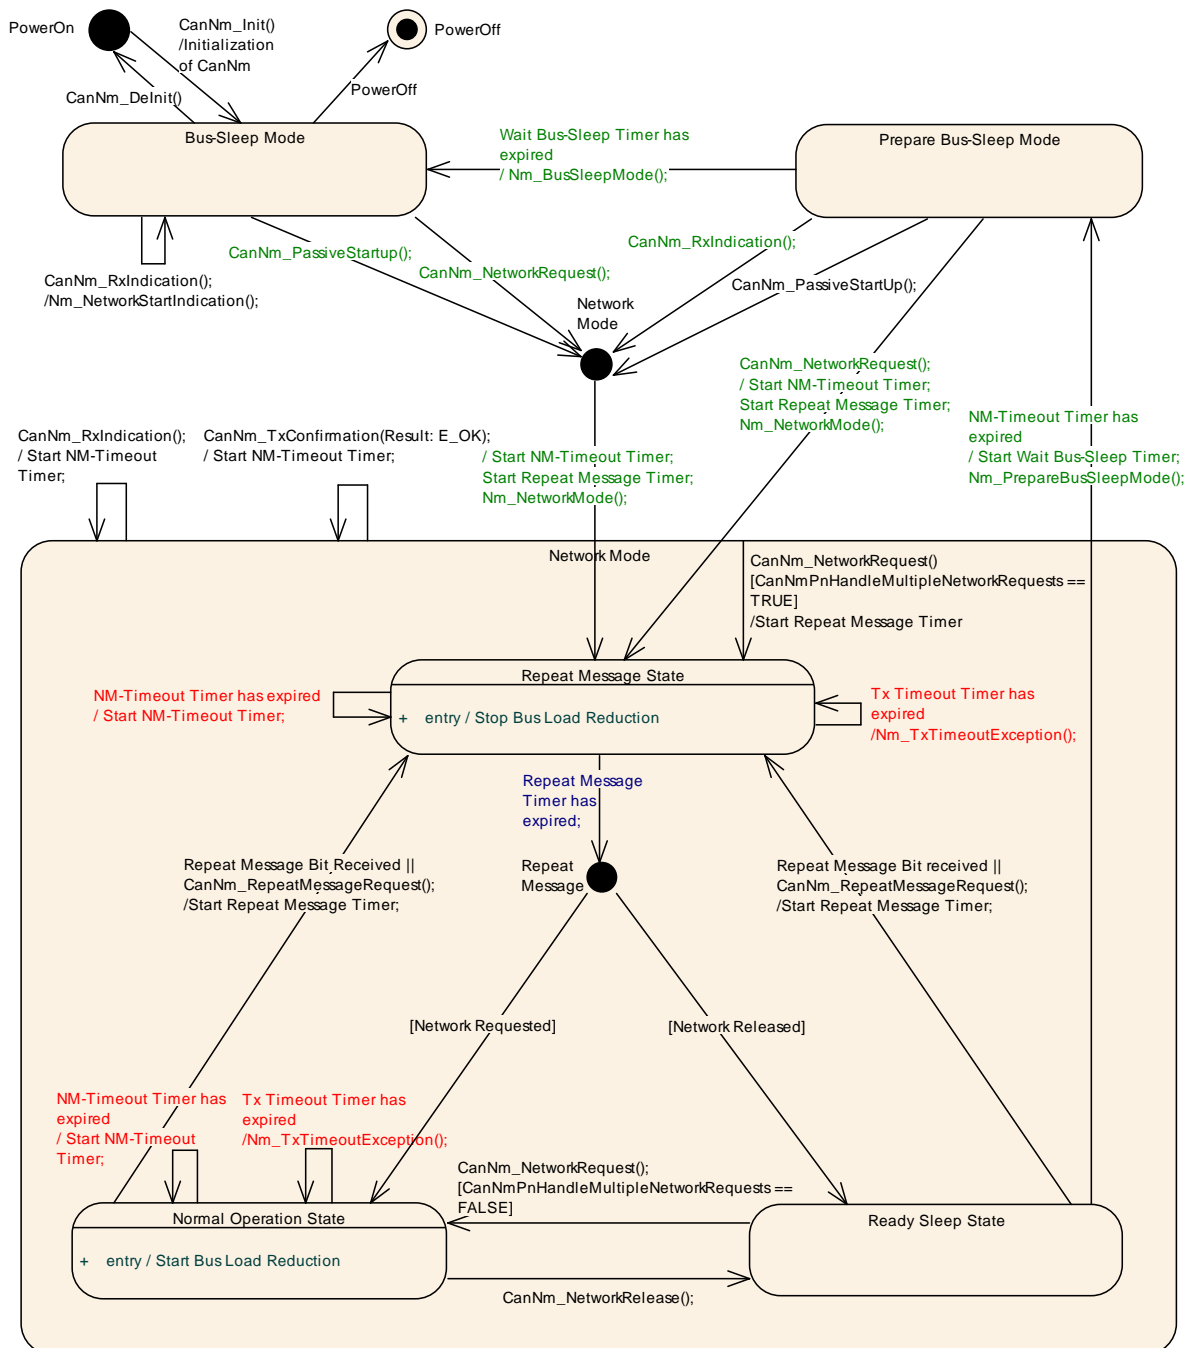 PowerOn
CanNm_Init()
/Initialization
of CanNm
PowerOff
CanNm_DeInit()
PowerOff
Bus-Sleep Mode
Wait Bus-Sleep Timer has
expired
/ Nm_BusSleepMode();
Prepare Bus-Sleep Mode
CanNm_RxIndication();
/Nm_NetworkStartIndication();
CanNm_PassiveStartup();
CanNm_NetworkRequest();
CanNm_RxIndication();
CanNm_PassiveStartUp();
Network
Mode
CanNm_NetworkRequest();
/ Start NM-Timeout Timer;
Start Repeat Message Timer;
Nm_NetworkMode();
NM-Timeout Timer has
expired
/ Start Wait Bus-Sleep Timer;
Nm_PrepareBusSleepMode();
CanNm_RxIndication();
/ Start NM-Timeout
Timer;
CanNm_TxConfirmation(Result: E_OK);
/ Start NM-Timeout Timer;
/ Start NM-Timeout Timer;
Start Repeat Message Timer;
Nm_NetworkMode();
Network Mode
CanNm_NetworkRequest()
[CanNmPnHandleMultipleNetworkRequests ==
TRUE]
/Start Repeat Message Timer
Repeat Message State
+ entry / Stop Bus Load Reduction
NM-Timeout Timer has expired
/ Start NM-Timeout Timer;
Tx Timeout Timer has
expired
/Nm_TxTimeoutException();
Repeat Message
Timer has
expired;
Repeat Message Bit Received ||
CanNm_RepeatMessageRequest();
/Start Repeat Message Timer;
Repeat
Message
Repeat Message Bit received ||
CanNm_RepeatMessageRequest();
/Start Repeat Message Timer;
[Network Requested]
[Network Released]
NM-Timeout Timer has
expired
/ Start NM-Timeout
Timer;
Tx Timeout Timer has
expired
/Nm_TxTimeoutException();
CanNm_NetworkRequest();
[CanNmPnHandleMultipleNetworkRequests ==
FALSE]
Normal Operation State
+ entry / Start Bus Load Reduction
Ready Sleep State
CanNm_NetworkRelease();